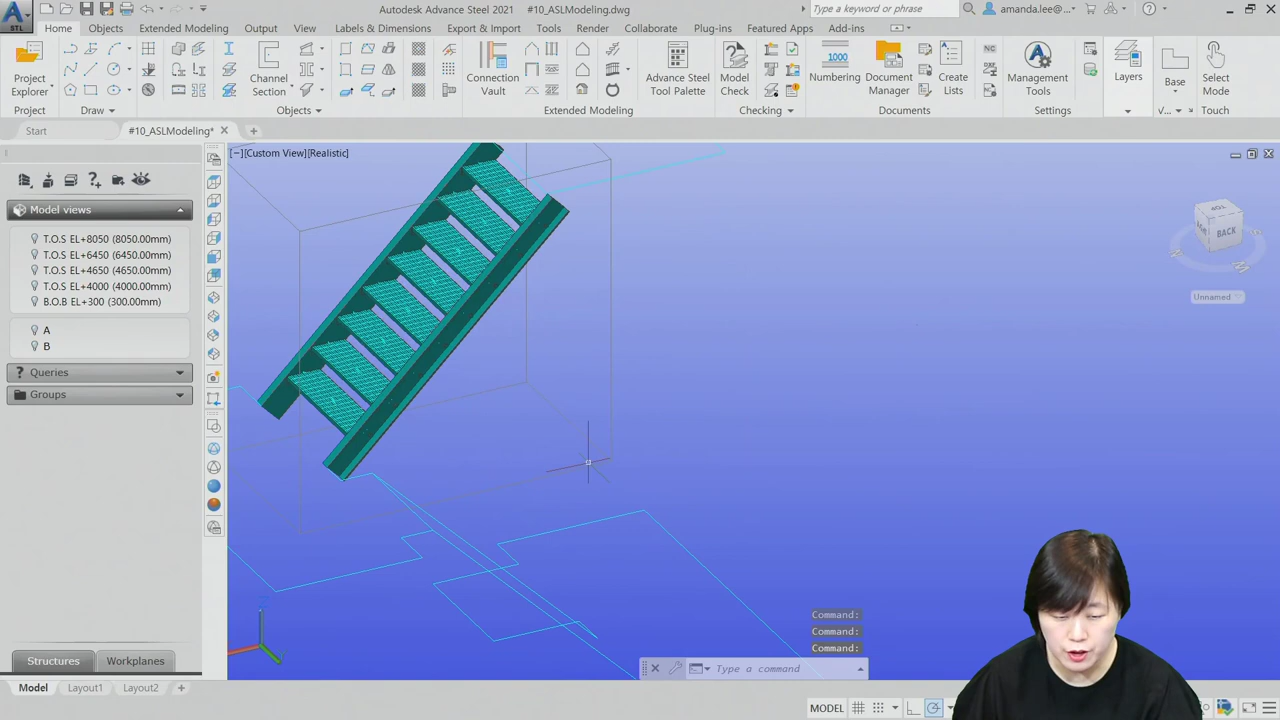 STL
Autodesk Advance Steel 2021 #10_ASLModeling.dwg
Type a keyword or phrase
amanda.lee@...
Home Objects Extended Modeling Output View Labels & Dimensions Export & Import Tools Render Collaborate Plug-ins Featured Apps Add-ins
Project Explorer
Channel Section
Connection Vault
Advance Steel Tool Palette
Model Check
1000
Numbering
Document Manager
Create Lists
NC
Management Tools
Layers
Base
Select Mode
Project Draw Objects Extended Modeling Checking Documents Settings V... Touch
Start #10_ASLModeling*
[−][Custom View][Realistic]
Model views
T.O.S EL+8050 (8050.00mm)
T.O.S EL+6450 (6450.00mm)
T.O.S EL+4650 (4650.00mm)
T.O.S EL+4000 (4000.00mm)
B.O.B EL+300 (300.00mm)
A
B
Queries
Groups
TOP
BACK
Unnamed
Command:
Command:
Command:
Type a command
Structures Workplanes
Model Layout1 Layout2
MODEL